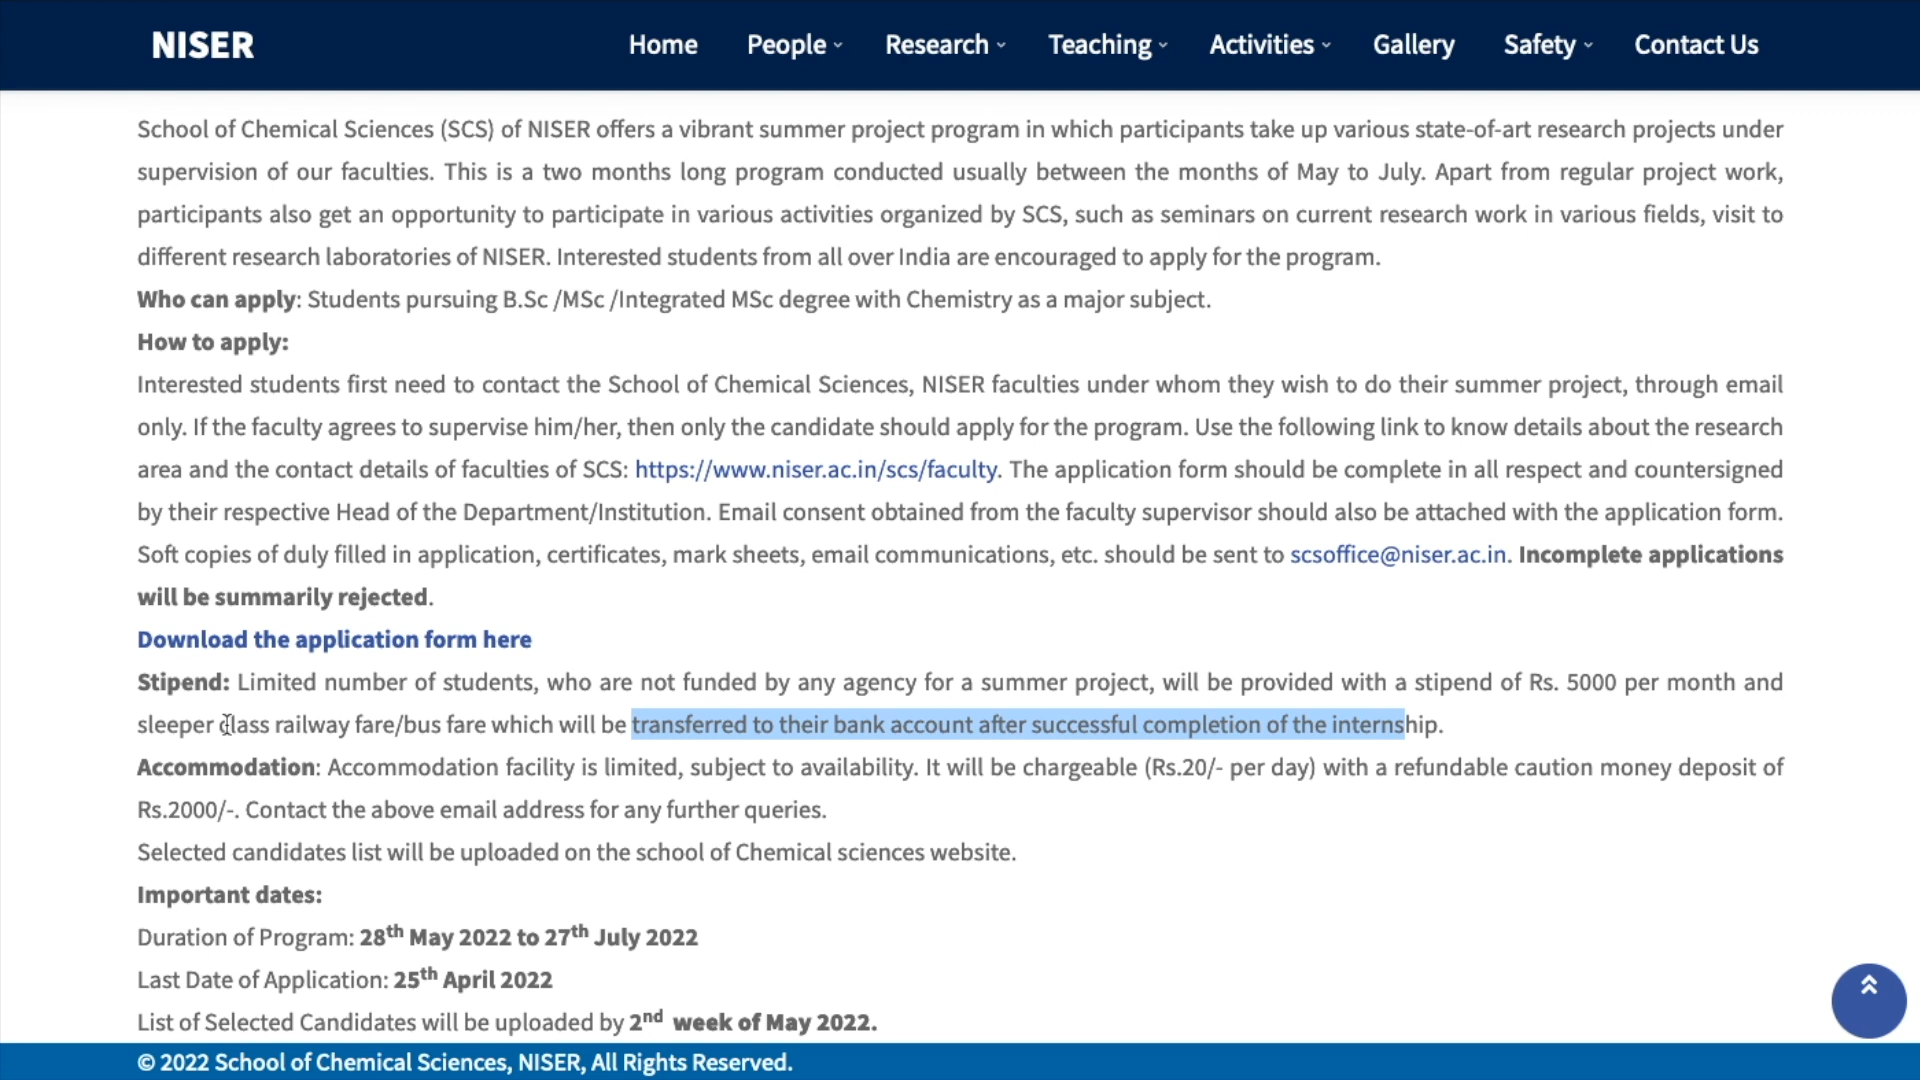 NISER
Home People Research Teaching Activities Gallery Safety Contact Us
School of Chemical Sciences (SCS) of NISER offers a vibrant summer project program in which participants take up various state-of-art research projects under
supervision of our faculties. This is a two months long program conducted usually between the months of May to July. Apart from regular project work,
participants also get an opportunity to participate in various activities organized by SCS, such as seminars on current research work in various fields, visit to
different research laboratories of NISER. Interested students from all over India are encouraged to apply for the program.
Who can apply: Students pursuing B.Sc /MSc /Integrated MSc degree with Chemistry as a major subject.
How to apply:
Interested students first need to contact the School of Chemical Sciences, NISER faculties under whom they wish to do their summer project, through email
only. If the faculty agrees to supervise him/her, then only the candidate should apply for the program. Use the following link to know details about the research
area and the contact details of faculties of SCS: https://www.niser.ac.in/scs/faculty. The application form should be complete in all respect and countersigned
by their respective Head of the Department/Institution. Email consent obtained from the faculty supervisor should also be attached with the application form.
Soft copies of duly filled in application, certificates, mark sheets, email communications, etc. should be sent to scsoffice@niser.ac.in. Incomplete applications
will be summarily rejected.
Download the application form here
Stipend: Limited number of students, who are not funded by any agency for a summer project, will be provided with a stipend of Rs. 5000 per month and
sleeper class railway fare/bus fare which will be transferred to their bank account after successful completion of the internship.
Accommodation: Accommodation facility is limited, subject to availability. It will be chargeable (Rs.20/- per day) with a refundable caution money deposit of
Rs.2000/-. Contact the above email address for any further queries.
Selected candidates list will be uploaded on the school of Chemical sciences website.
Important dates:
Duration of Program: 28th May 2022 to 27th July 2022
Last Date of Application: 25th April 2022
List of Selected Candidates will be uploaded by 2nd week of May 2022.
© 2022 School of Chemical Sciences, NISER, All Rights Reserved.